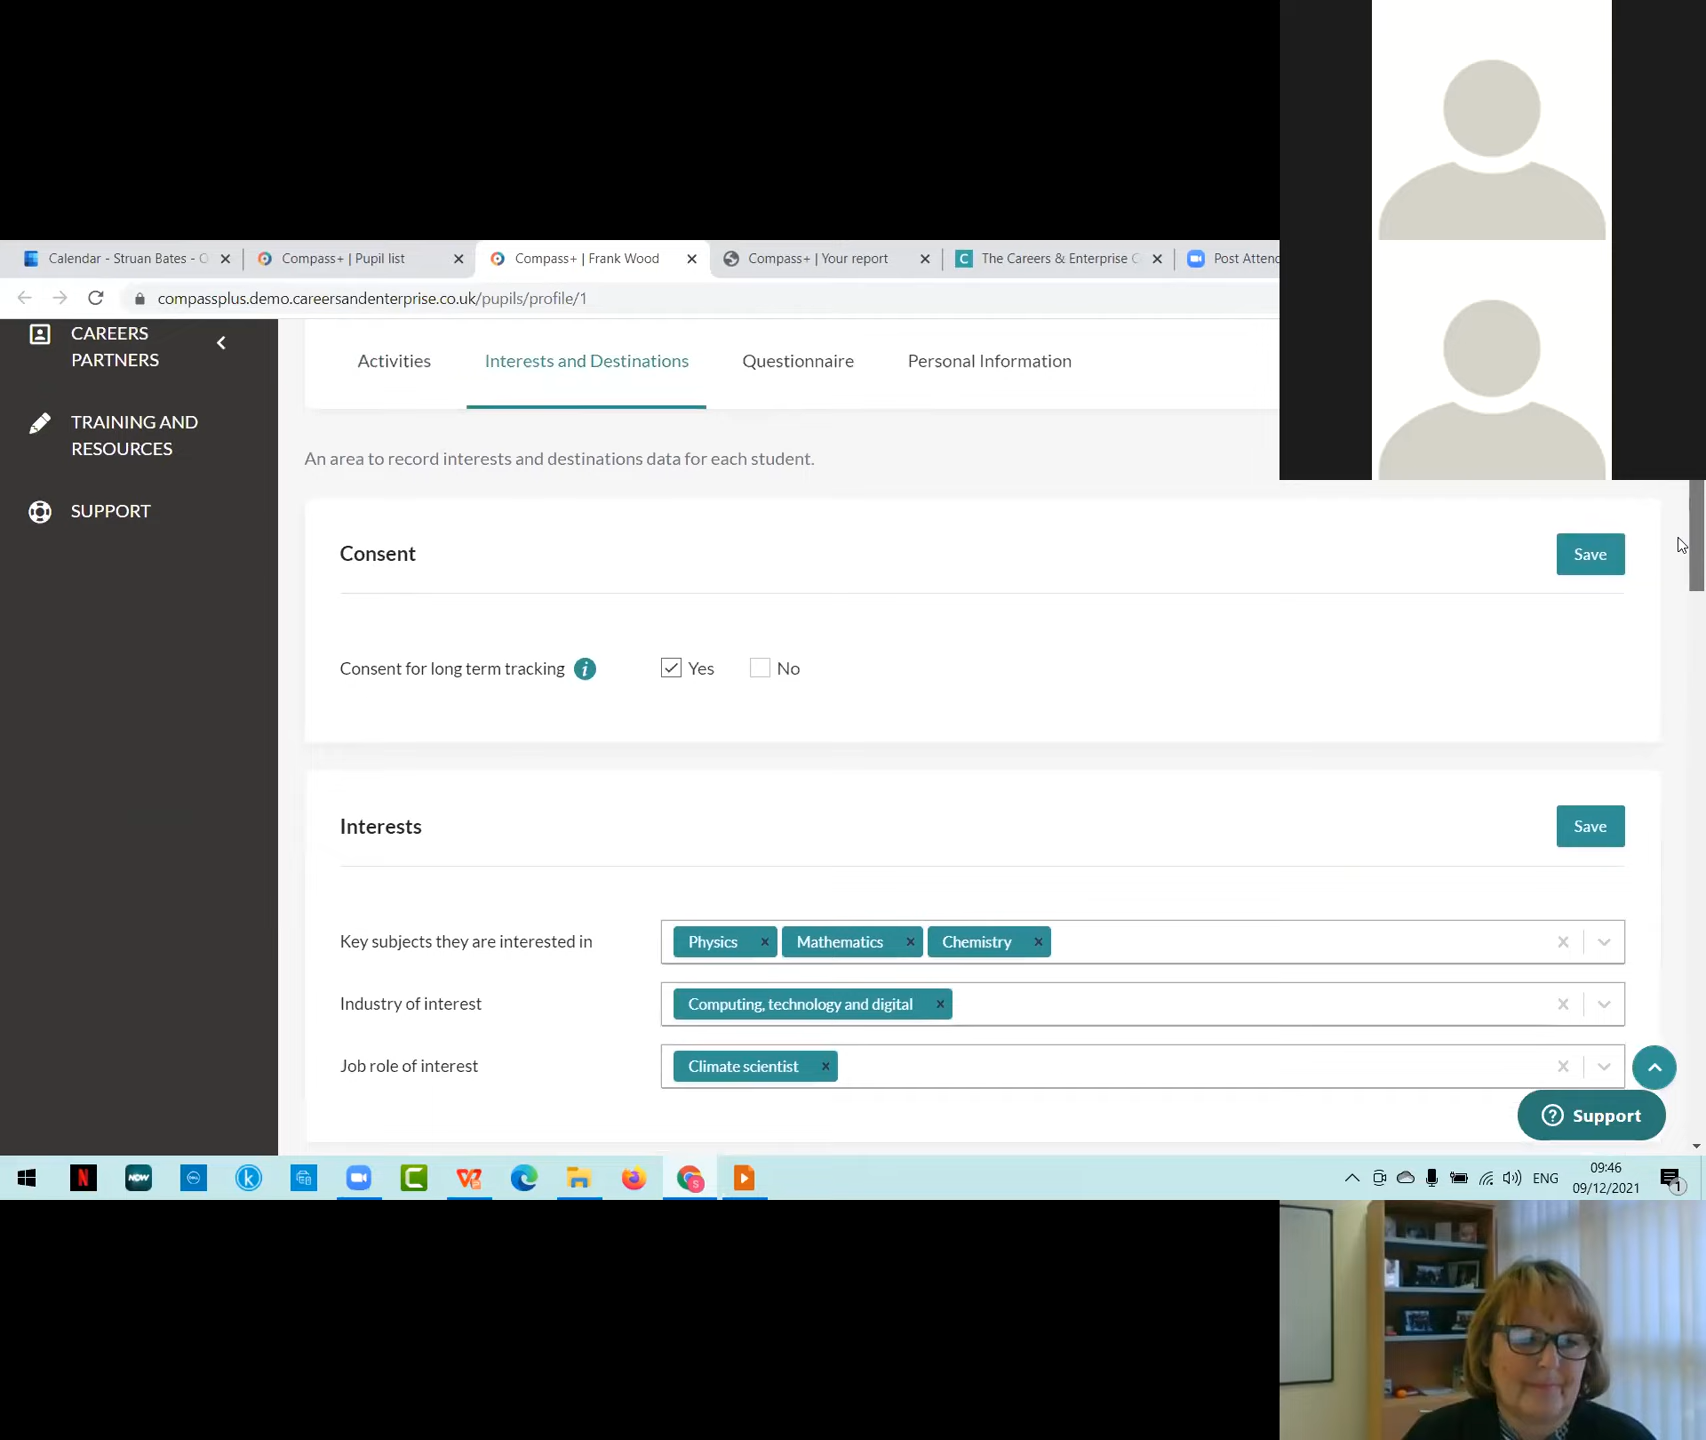 Calendar - Struan Bates - O
Compass+ | Pupil list
Compass+ | Frank Wood
Compass+ | Your report
The Careers & Enterprise C
Post Attend
compassplus.demo.careersandenterprise.co.uk/pupils/profile/1
CAREERS
PARTNERS
TRAINING AND
RESOURCES
SUPPORT
Activities
Interests and Destinations
Questionnaire
Personal Information
An area to record interests and destinations data for each student.
Consent
Save
Consent for long term tracking
Yes
No
Interests
Save
Key subjects they are interested in
Physics
Mathematics
Chemistry
Industry of interest
Computing, technology and digital
Job role of interest
Climate scientist
Support
NOW
ENG
09:46
09/12/2021
1